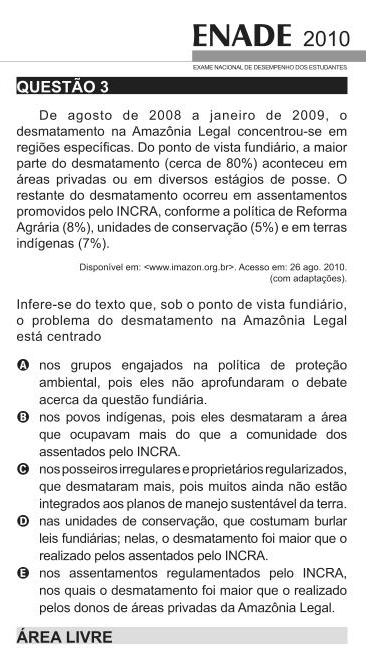 ENADE 2010
EXAME NACIONAL DE DESEMPENHO DOS ESTUDANTES
QUESTÃO 3
De agosto de 2008 a janeiro de 2009, o
desmatamento na Amazônia Legal concentrou-se em
regiões específicas. Do ponto de vista fundiário, a maior
parte do desmatamento (cerca de 80%) aconteceu em
áreas privadas ou em diversos estágios de posse. O
restante do desmatamento ocorreu em assentamentos
promovidos pelo INCRA, conforme a política de Reforma
Agrária (8%), unidades de conservação (5%) e em terras
indígenas (7%).
Disponível em: <www.imazon.org.br>. Acesso em: 26 ago. 2010.
(com adaptações).
Infere-se do texto que, sob o ponto de vista fundiário,
o problema do desmatamento na Amazônia Legal
está centrado
A nos grupos engajados na política de proteção
ambiental, pois eles não aprofundaram o debate
acerca da questão fundiária.
B nos povos indígenas, pois eles desmataram a área
que ocupavam mais do que a comunidade dos
assentados pelo INCRA.
C nos posseiros irregulares e proprietários regularizados,
que desmataram mais, pois muitos ainda não estão
integrados aos planos de manejo sustentável da terra.
D nas unidades de conservação, que costumam burlar
leis fundiárias; nelas, o desmatamento foi maior que o
realizado pelos assentados pelo INCRA.
E nos assentamentos regulamentados pelo INCRA,
nos quais o desmatamento foi maior que o realizado
pelos donos de áreas privadas da Amazônia Legal.
ÁREA LIVRE